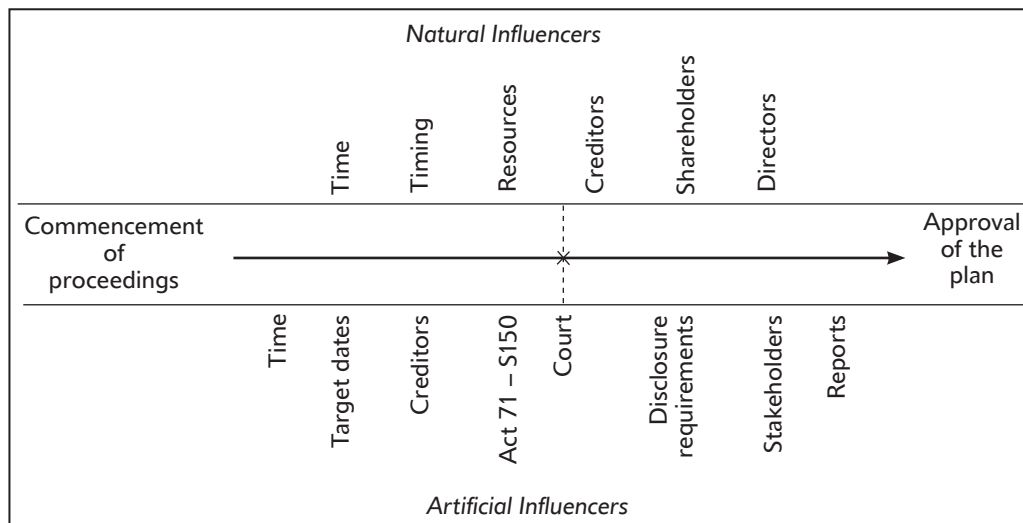 Natural Influencers
Time
Timing
Resources
Creditors
Shareholders
Directors
Commencement
of
proceedings
Approval
of the
plan
Time
Target dates
Creditors
Act 71 – S150
Court
Disclosure
requirements
Stakeholders
Reports
Artificial Influencers